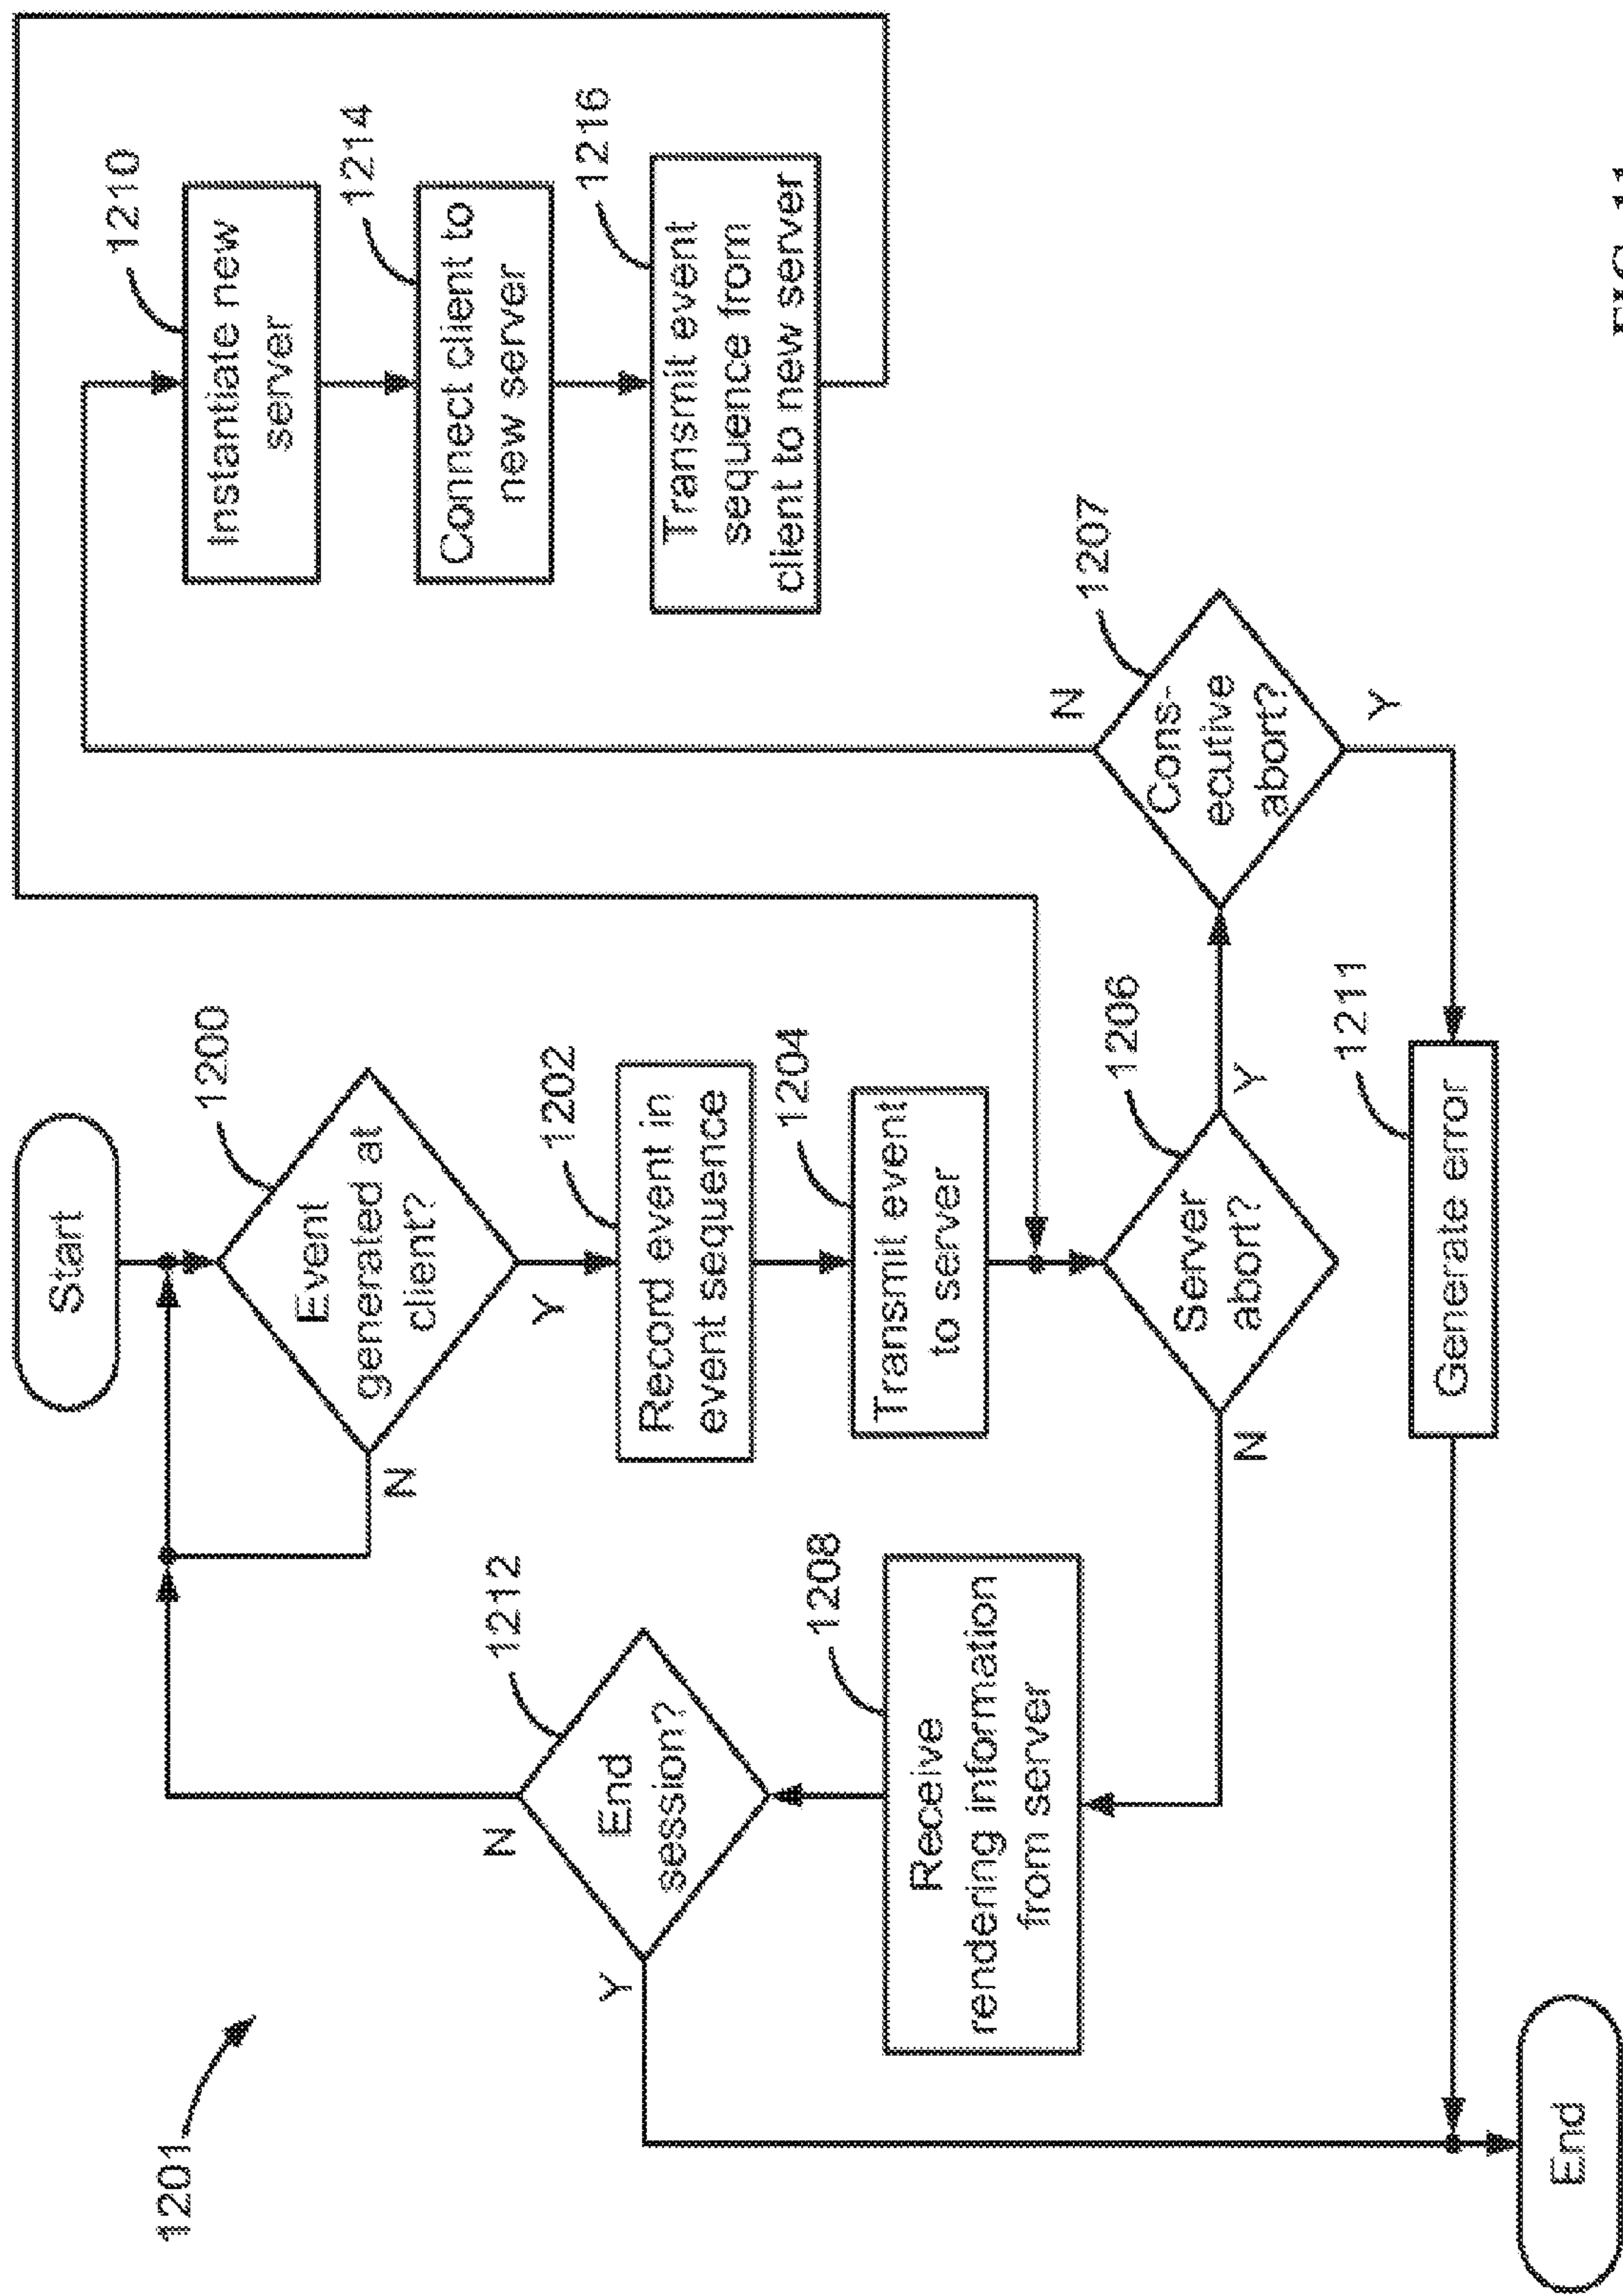 1201
Start
1200
Event
generated at
client?
N
Y
1202
Record event in
event sequence
1204
Transmit event
to server
1206
Server
abort?
N
Y
1212
End
session?
N
Y
1208
Receive
rendering information
from server
1207
Cons-
ecutive
abort?
N
Y
1210
Instantiate new
server
1214
Connect client to
new server
1216
Transmit event
sequence from
client to new server
1211
Generate error
End